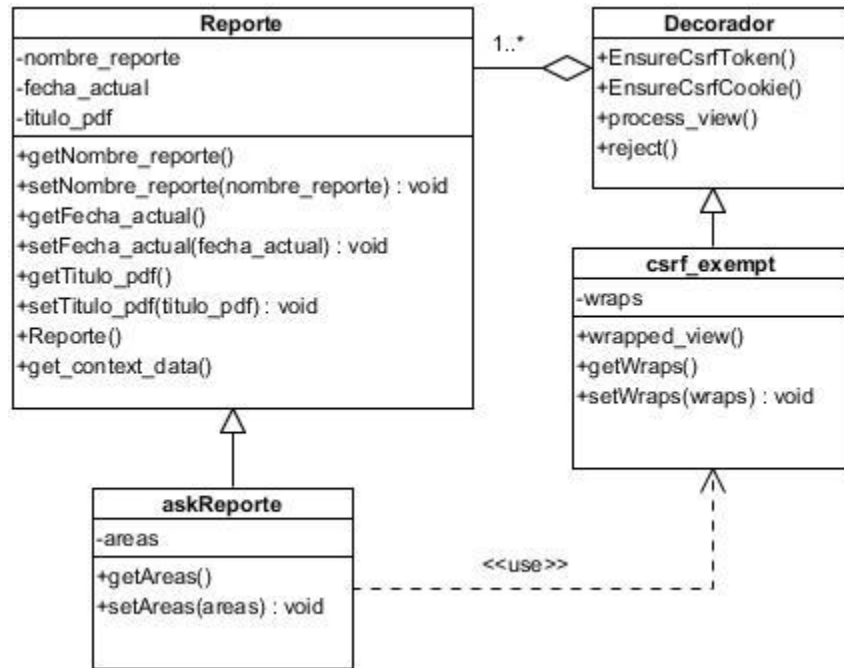 Reporte
-nombre_reporte
-fecha_actual
-titulo_pdf
+getNombre_reporte()
+setNombre_reporte(nombre_reporte) : void
+getFecha_actual()
+setFecha_actual(fecha_actual) : void
+getTitulo_pdf()
+setTitulo_pdf(titulo_pdf) : void
+Reporte()
+get_context_data()
1..*
Decorador
+EnsureCsrfToken()
+EnsureCsrfCookie()
+process_view()
+reject()
csrf_exempt
-wraps
+wrapped_view()
+getWraps()
+setWraps(wraps) : void
askReporte
-areas
+getAreas()
+setAreas(areas) : void
<<use>>